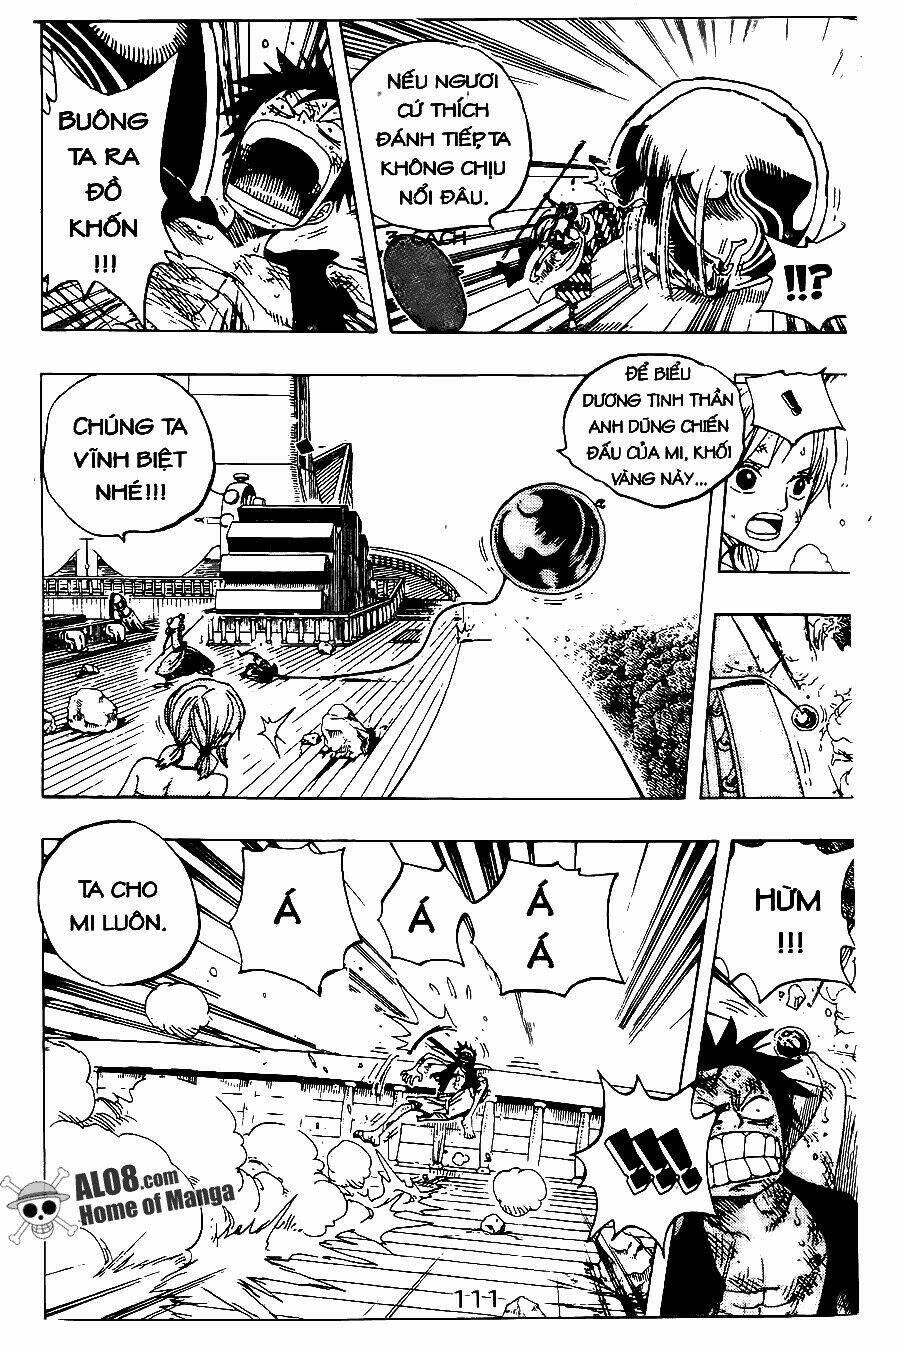 BUÔNG
TA RA
ĐỒ
KHỐN
!!!
NẾU NGƯƠI
CỨ THÍCH
ĐÁNH TIẾP, TA
KHÔNG CHỊU
NỔI ĐÂU.
!!?
CHÚNG TA
VĨNH BIỆT
NHÉ!!!
ĐỂ BIỂU
DƯƠNG TINH THẦN
ANH DŨNG CHIẾN
ĐẤU CỦA MI, KHỐI
VÀNG NÀY...
!
TA CHO
MI LUÔN.
Á
Á
Á
Á
HỪM
!!!
!!!!
AL08.com
Home of Manga
111